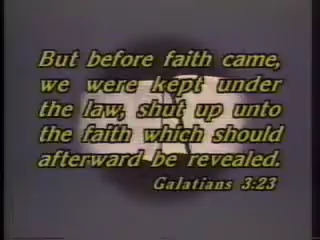 But before faith came,
we were kept under
the law, shut up unto
the faith which should
afterward be revealed.
Galatians 3:23